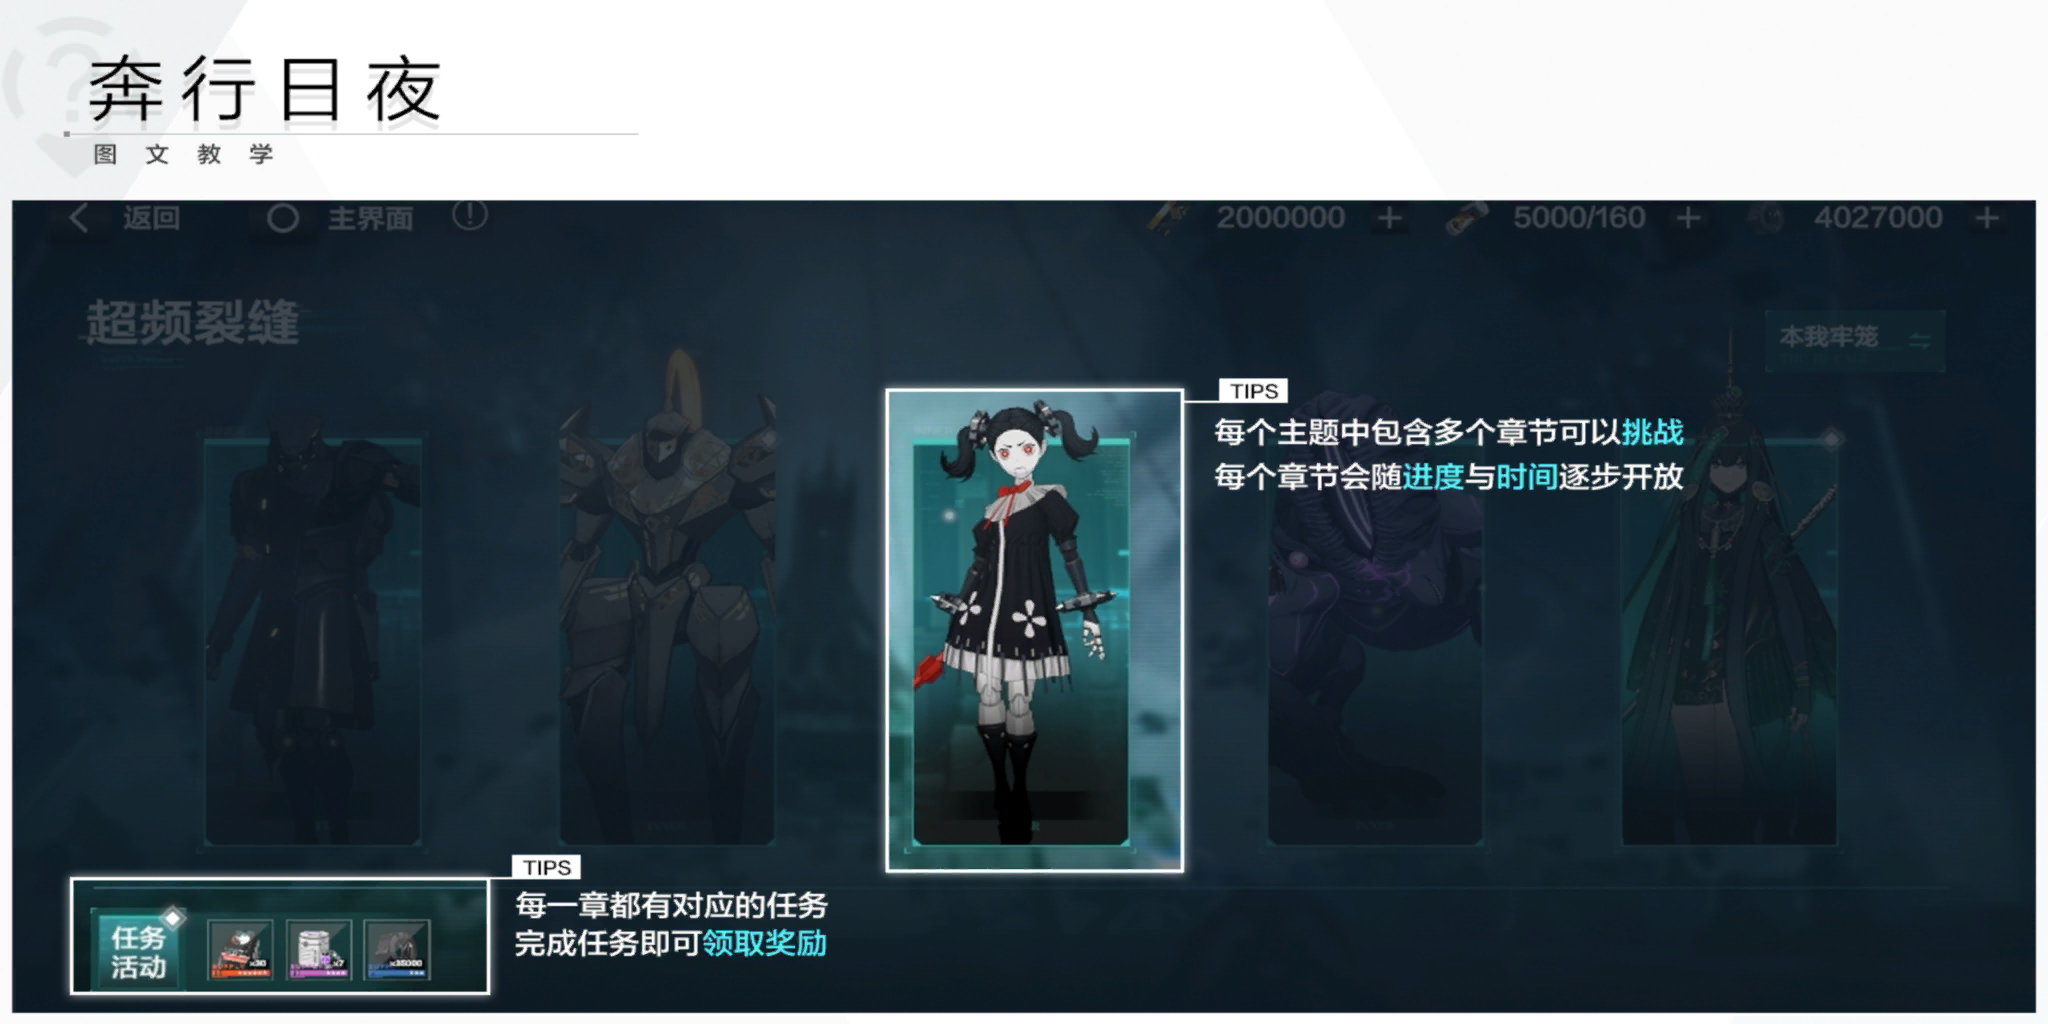 奔行日夜
图文教学
返回
主界面
2000000
5000/160
4027000
超频裂缝
本我牢笼
TIPS
每个主题中包含多个章节可以挑战
每个章节会随进度与时间逐步开放
TIPS
每一章都有对应的任务
完成任务即可领取奖励
任务
活动
x30
x7